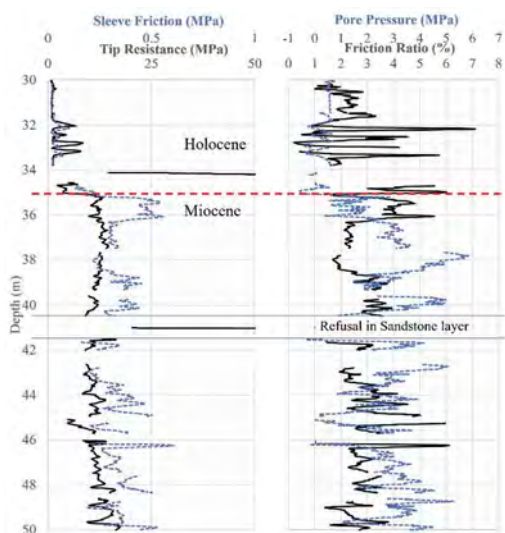 Sleeve Friction (MPa)
0 0.5 1
Tip Resistance (MPa)
0 25 50
Pore Pressure (MPa)
-1 0 1 2 3 4 5 6 7 8
Friction Ratio (%)
0 1 2 3 4 5 6 7 8
30
32
34
36
38
40
42
44
46
48
50
Depth (m)
Holocene
Miocene
Refusal in Sandstone layer